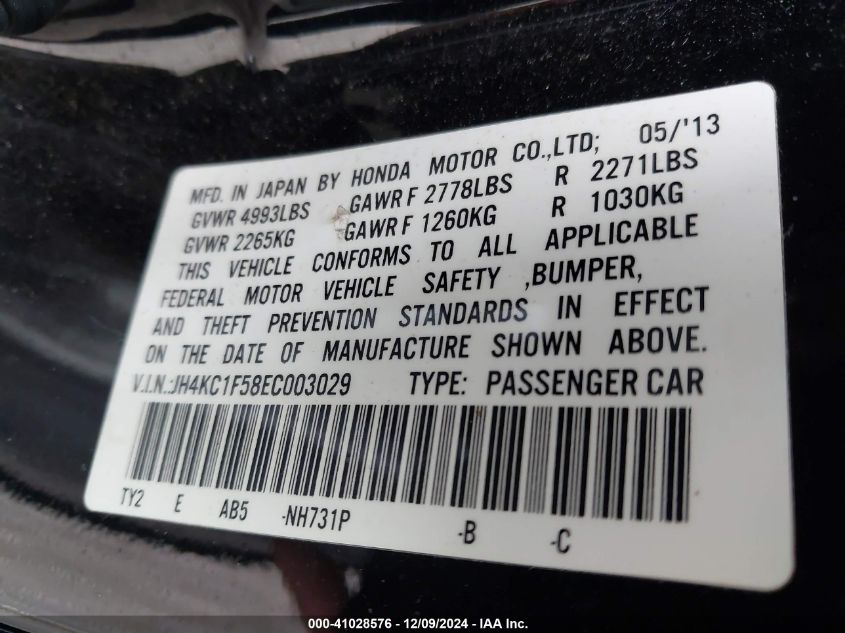 MFD. IN JAPAN BY HONDA MOTOR CO.,LTD; 05/'13
GVWR 4993LBS GAWR F 2778LBS R 2271LBS
GVWR 2265KG GAWR F 1260KG R 1030KG
THIS VEHICLE CONFORMS TO ALL APPLICABLE
FEDERAL MOTOR VEHICLE SAFETY ,BUMPER,
AND THEFT PREVENTION STANDARDS IN EFFECT
ON THE DATE OF MANUFACTURE SHOWN ABOVE.
V.I.N.:JH4KC1F58EC003029 TYPE: PASSENGER CAR
TY2 E AB5 -NH731P -B -C
000-41028576 - 12/09/2024 - IAA Inc.